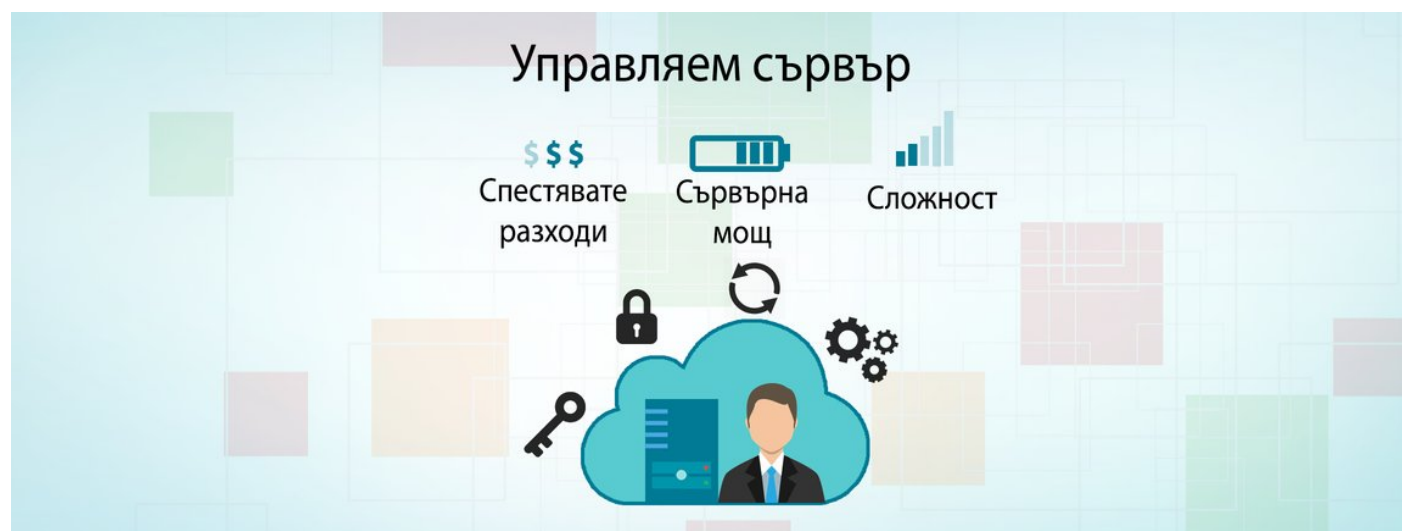 Управляем сървър
$$$
Спестявате
разходи
Сървърна
мощ
Сложност